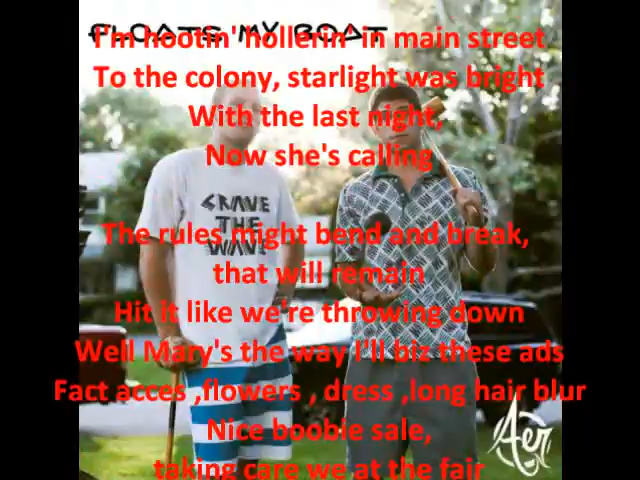 FLOATS MY BOAT
I'm hootin' hollerin' in main street
To the colony, starlight was bright
With the last night,
Now she's calling
CRAVE
THE
WAVE
The rules might bend and break,
that will remain
Hit it like we're throwing down
Well Mary's the way I'll biz these ads
Fact acces ,flowers , dress ,long hair blur
Nice boobie sale,
taking care we at the fair
Aer